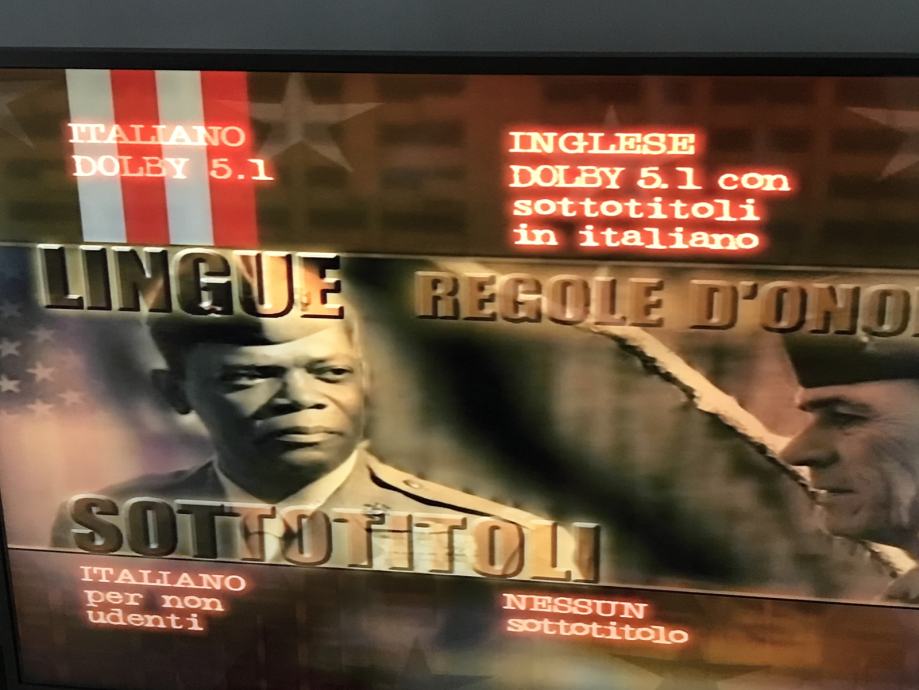 ITALIANO
DOLBY 5.1
INGLESE
DOLBY 5.1 con
sottotitoli
in italiano
LINGUE
REGOLE D'ONO
SOTTOTITOLI
ITALIANO
per non
udenti
NESSUN
sottotitolo